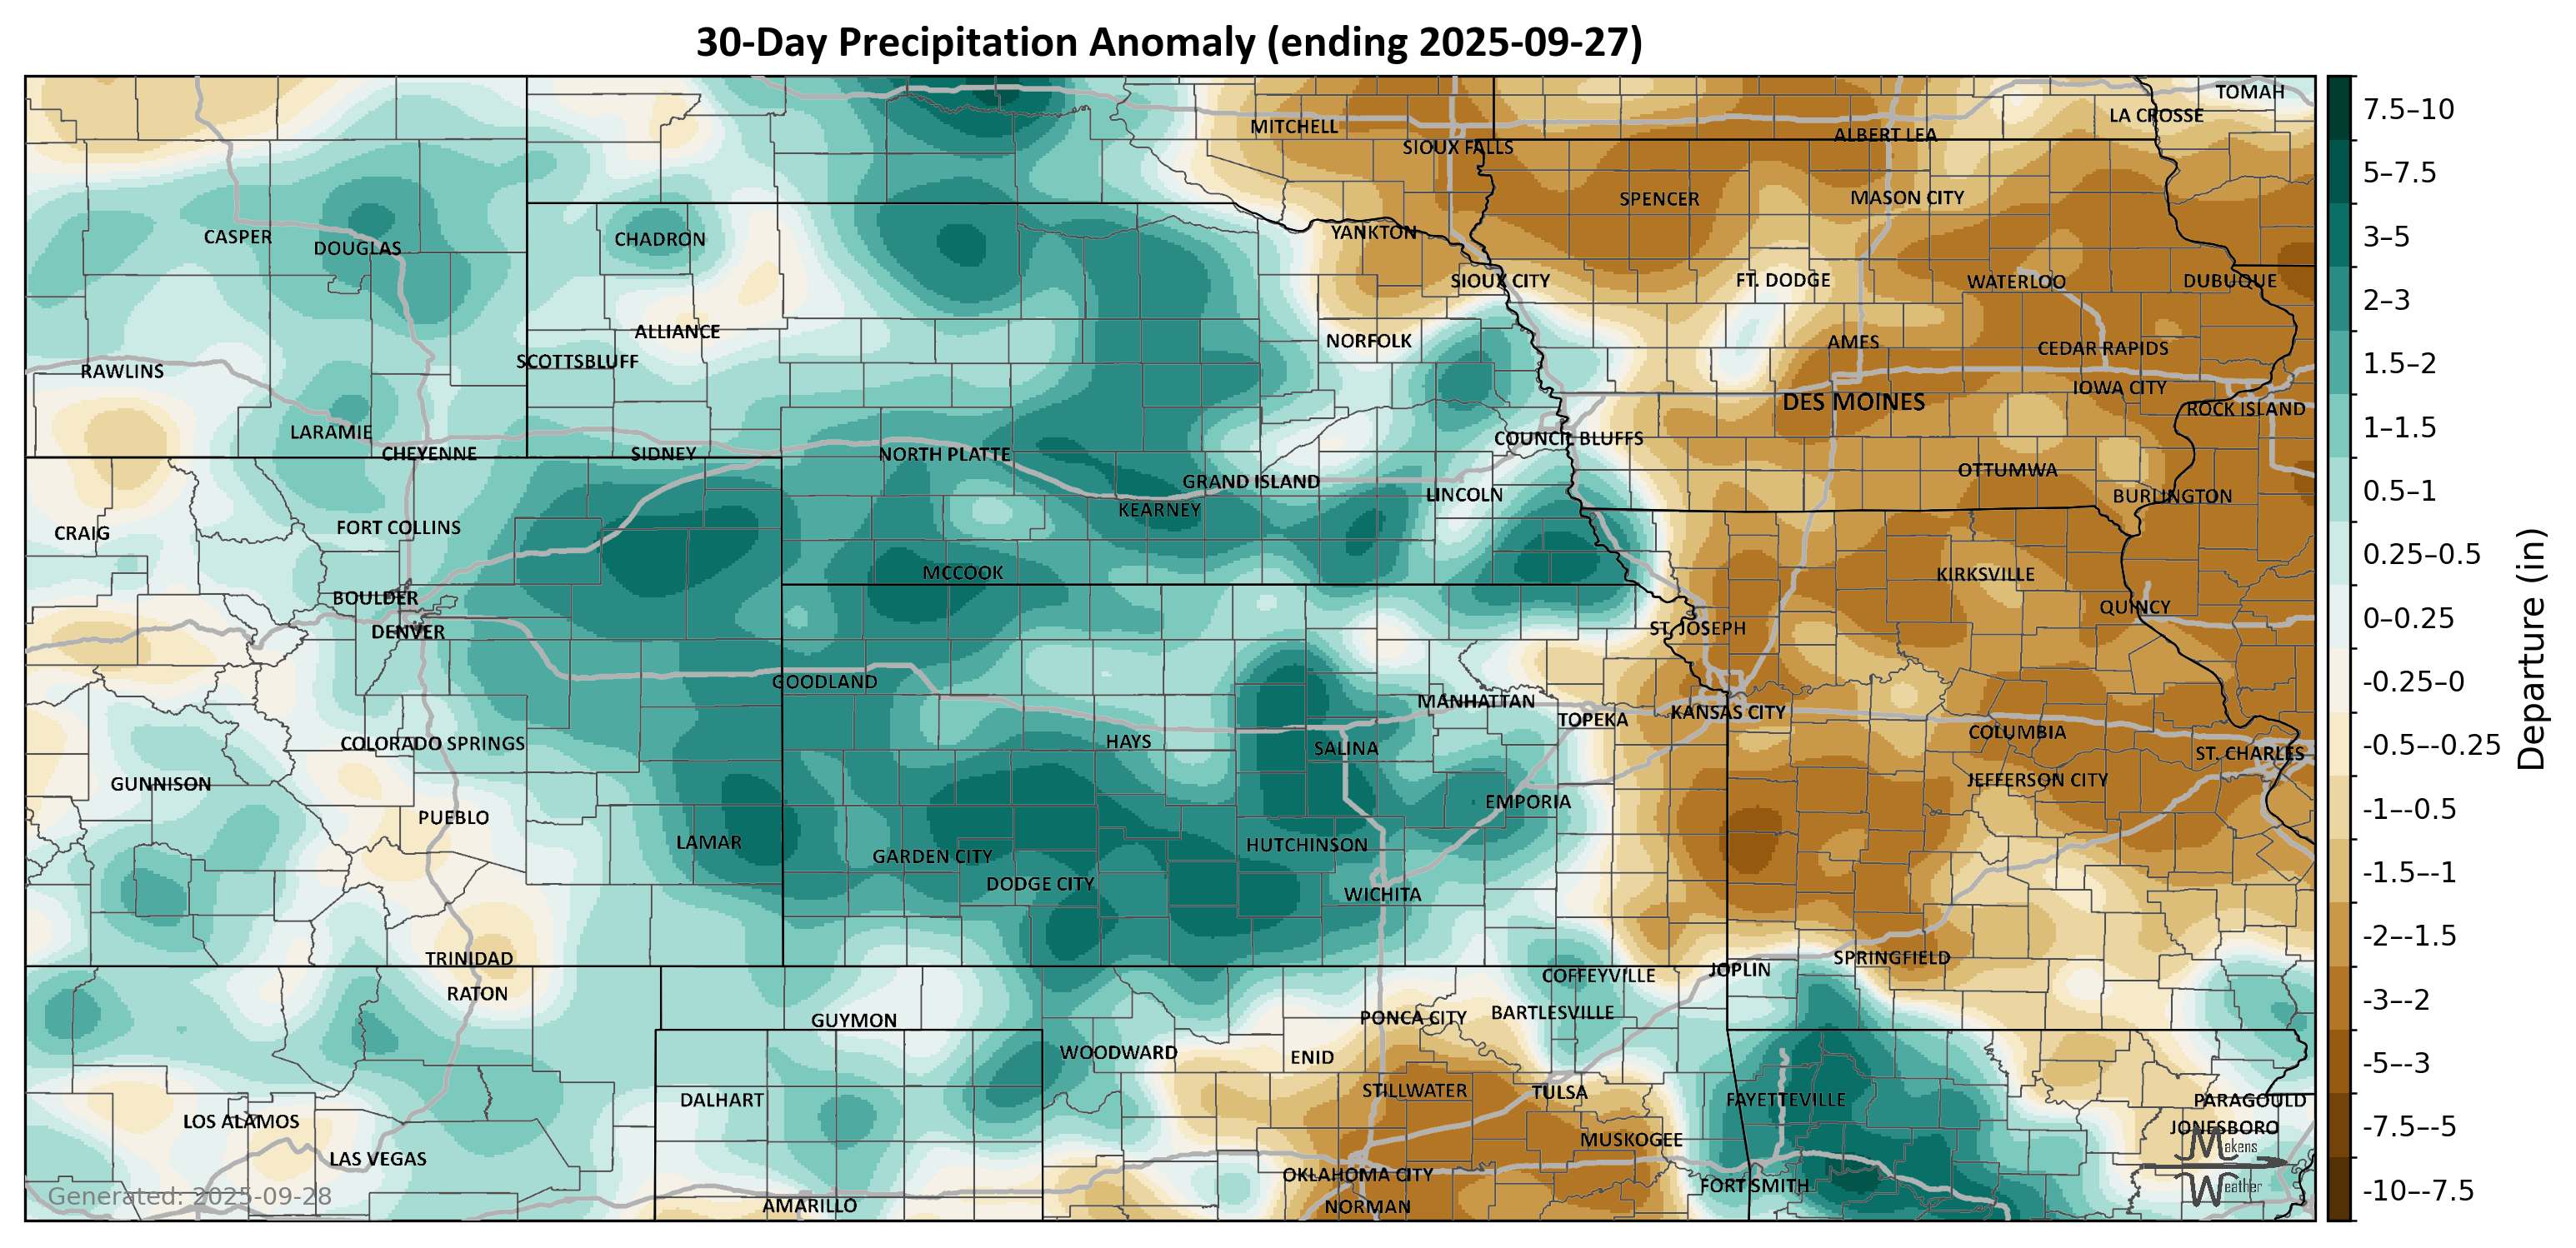 30-Day Precipitation Anomaly (ending 2025-09-27)
TOMAH
LA CROSSE
MITCHELL
ALBERT LEA
SIOUX FALLS
SPENCER
MASON CITY
YANKTON
CASPER
DOUGLAS
CHADRON
SIOUX CITY
FT. DODGE
WATERLOO
DUBUQUE
ALLIANCE
NORFOLK
AMES
CEDAR RAPIDS
SCOTTSBLUFF
RAWLINS
IOWA CITY
DES MOINES
ROCK ISLAND
LARAMIE
COUNCIL BLUFFS
CHEYENNE
SIDNEY
NORTH PLATTE
OTTUMWA
GRAND ISLAND
LINCOLN
BURLINGTON
KEARNEY
FORT COLLINS
CRAIG
MCCOOK
KIRKSVILLE
BOULDER
QUINCY
DENVER
ST. JOSEPH
GOODLAND
MANHATTAN
KANSAS CITY
TOPEKA
COLUMBIA
COLORADO SPRINGS
HAYS
SALINA
ST. CHARLES
GUNNISON
JEFFERSON CITY
EMPORIA
PUEBLO
LAMAR
HUTCHINSON
GARDEN CITY
DODGE CITY
WICHITA
TRINIDAD
SPRINGFIELD
JOPLIN
COFFEYVILLE
RATON
BARTLESVILLE
GUYMON
PONCA CITY
WOODWARD
ENID
STILLWATER
TULSA
DALHART
FAYETTEVILLE
PARAGOULD
LOS ALAMOS
JONESBORO
MUSKOGEE
LAS VEGAS
OKLAHOMA CITY
FORT SMITH
AMARILLO
NORMAN
Makens
Weather
Generated: 2025-09-28
7.5–10
5–7.5
3–5
2–3
1.5–2
1–1.5
0.5–1
0.25–0.5
0–0.25
-0.25–0
-0.5–-0.25
-1–-0.5
-1.5–-1
-2–-1.5
-3–-2
-5–-3
-7.5–-5
-10–-7.5
Departure (in)